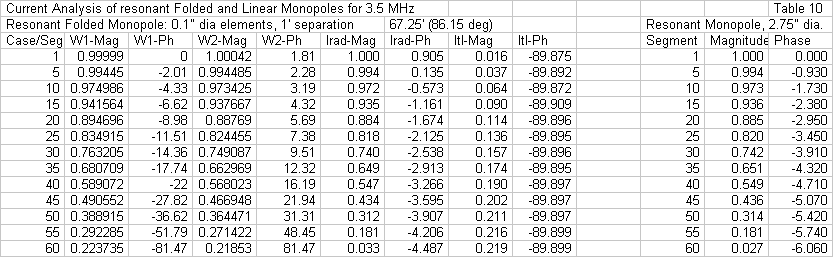 Current Analysis of resonant Folded and Linear Monopoles for 3.5 MHz Table 10
Resonant Folded Monopole: 0.1" dia elements, 1' separation 67.25' (86.15 deg) Resonant Monopole, 2.75" dia.
Case/Seg W1-Mag W1-Ph W2-Mag W2-Ph Irad-Mag Irad-Ph Itl-Mag Itl-Ph Segment Magnitude Phase
1 0.99999 0 1.00042 1.81 1.000 0.905 0.016 -89.875 1 1.000 0.000
5 0.99445 -2.01 0.994485 2.28 0.994 0.135 0.037 -89.892 5 0.994 -0.930
10 0.974986 -4.33 0.973425 3.19 0.972 -0.573 0.064 -89.872 10 0.973 -1.730
15 0.941564 -6.62 0.937667 4.32 0.935 -1.161 0.090 -89.909 15 0.936 -2.380
20 0.894696 -8.98 0.88769 5.69 0.884 -1.674 0.114 -89.896 20 0.885 -2.950
25 0.834915 -11.51 0.824455 7.38 0.818 -2.125 0.136 -89.895 25 0.820 -3.450
30 0.763205 -14.36 0.749087 9.51 0.740 -2.538 0.157 -89.896 30 0.742 -3.910
35 0.680709 -17.74 0.662969 12.32 0.649 -2.913 0.174 -89.895 35 0.651 -4.320
40 0.589072 -22 0.568023 16.19 0.547 -3.266 0.190 -89.897 40 0.549 -4.710
45 0.490552 -27.82 0.466948 21.94 0.434 -3.595 0.202 -89.897 45 0.436 -5.070
50 0.388915 -36.62 0.364471 31.31 0.312 -3.907 0.211 -89.897 50 0.314 -5.420
55 0.292285 -51.79 0.271422 48.45 0.181 -4.206 0.216 -89.899 55 0.181 -5.740
60 0.223735 -81.47 0.21853 81.47 0.033 -4.487 0.219 -89.899 60 0.027 -6.060